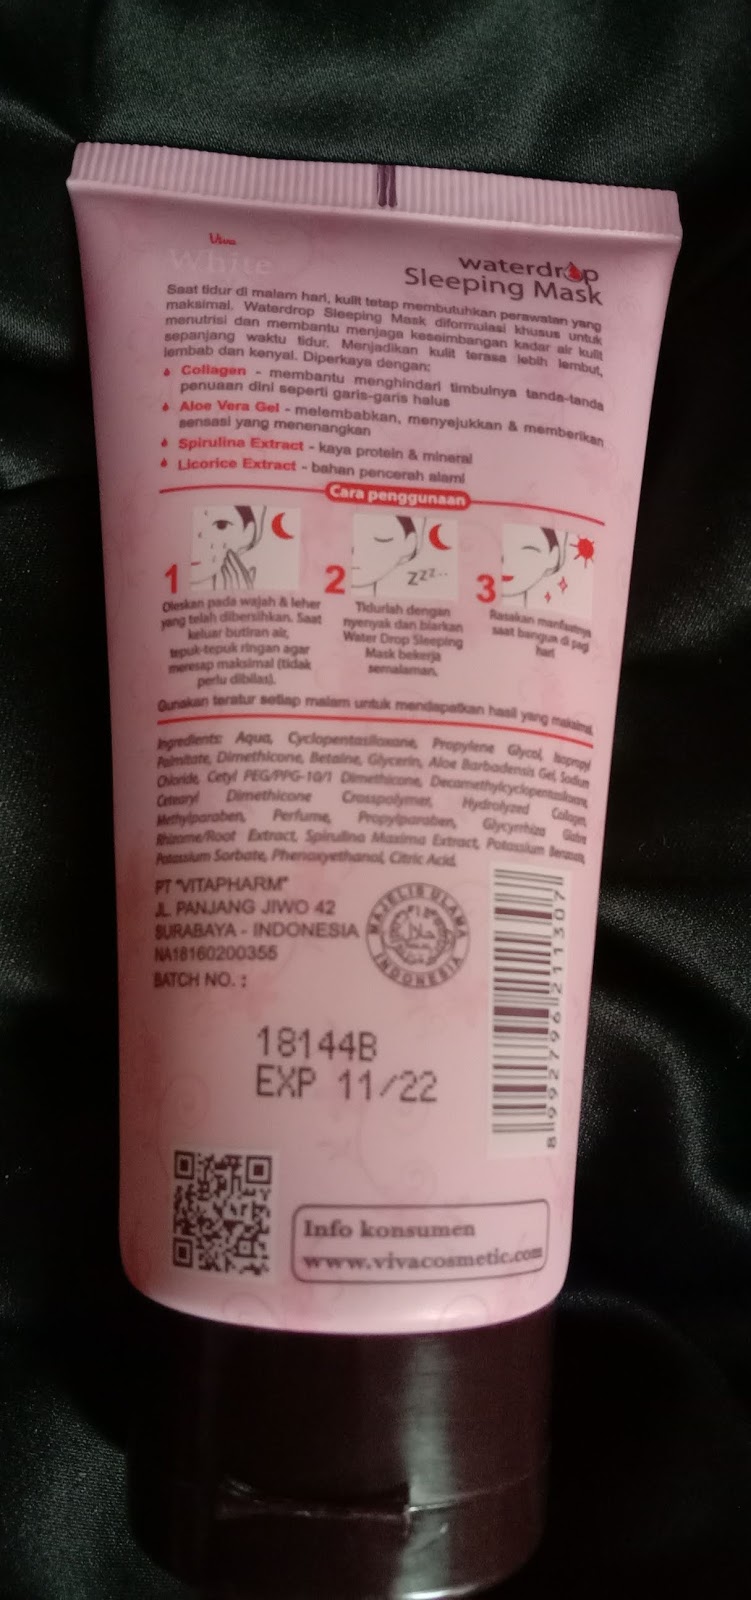 Viva
White
waterdrop
Sleeping Mask
Saat tidur di malam hari, kulit tetap membutuhkan perawatan yang
maksimal. Waterdrop Sleeping Mask diformulasi khusus untuk
menutrisi dan membantu menjaga keseimbangan kadar air kulit
sepanjang waktu tidur. Menjadikan kulit terasa lebih lembut,
lembab dan kenyal. Diperkaya dengan:
Collagen - membantu menghindari timbulnya tanda-tanda
penuaan dini seperti garis-garis halus
Aloe Vera Gel - melembabkan, menyejukkan & memberikan
sensasi yang menenangkan
Spirulina Extract - kaya protein & mineral
Licorice Extract - bahan pencerah alami
Cara penggunaan
1
Oleskan pada wajah & leher
yang telah dibersihkan. Saat
keluar butiran air,
tepuk-tepuk ringan agar
meresap maksimal (tidak
perlu dibilas).
2
zzz..
Tidurlah dengan
nyenyak dan biarkan
Water Drop Sleeping
Mask bekerja
semalaman.
3
Rasakan manfaatnya
saat bangun di pagi
hari
Gunakan teratur setiap malam untuk mendapatkan hasil yang maksimal.
Ingredients: Aqua, Cyclopentasiloxane, Propylene Glycol, Isopropyl
Palmitate, Dimethicone, Betaine, Glycerin, Aloe Barbadensis Gel, Sodium
Chloride, Cetyl PEG/PPG-10/1 Dimethicone, Decamethylcyclopentasiloxane,
Cetearyl Dimethicone Crosspolymer, Hydrolyzed Collagen,
Methylparaben, Perfume, Propylparaben, Glycyrrhiza Glabra
Rhizome/Root Extract, Spirulina Maxima Extract, Potassium Benzoate,
Potassium Sorbate, Phenoxyethanol, Citric Acid.
PT "VITAPHARM"
JL. PANJANG JIWO 42
SURABAYA - INDONESIA
NA18160200355
BATCH NO. :
MAJELIS ULAMA
حلال
INDONESIA
8 992796 211307
18144B
EXP 11/22
Info konsumen
www.vivacosmetic.com